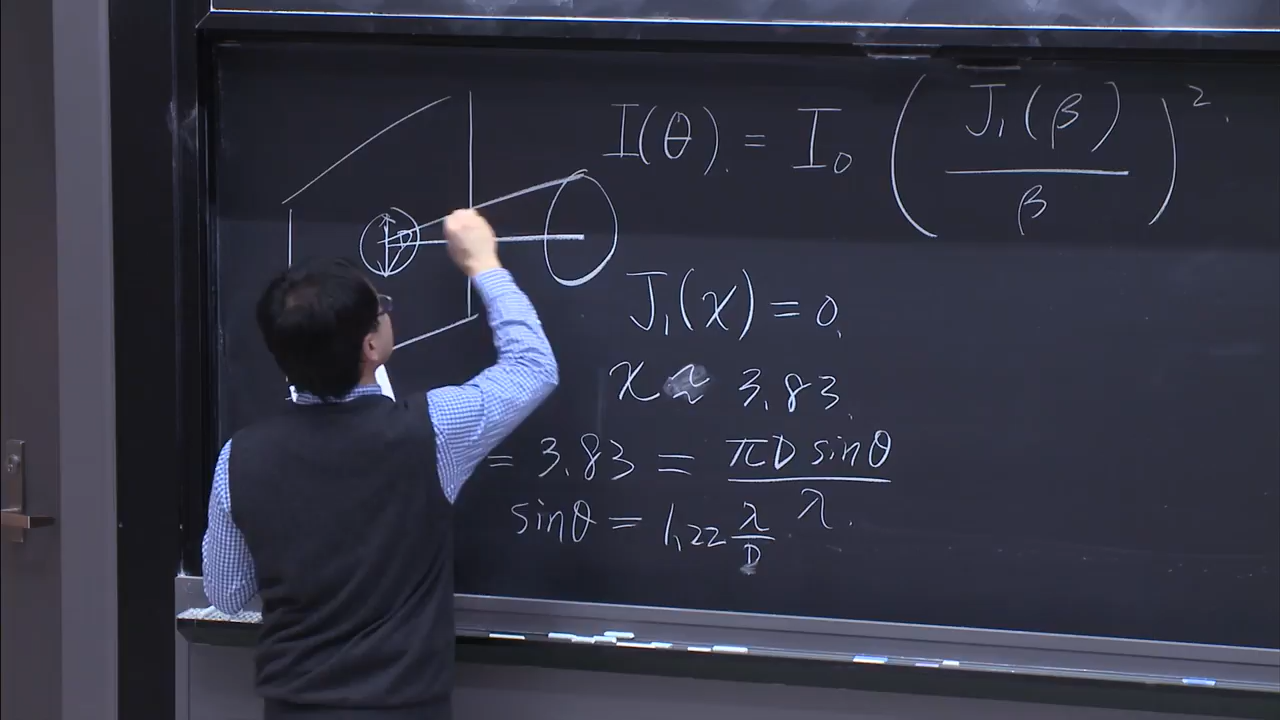 I(θ) = I₀ ( J₁(β) / β )².
J₁(x) = 0.
x ≈ 3.83.
= 3.83 = πD sinθ / λ.
sinθ = 1.22 λ/D